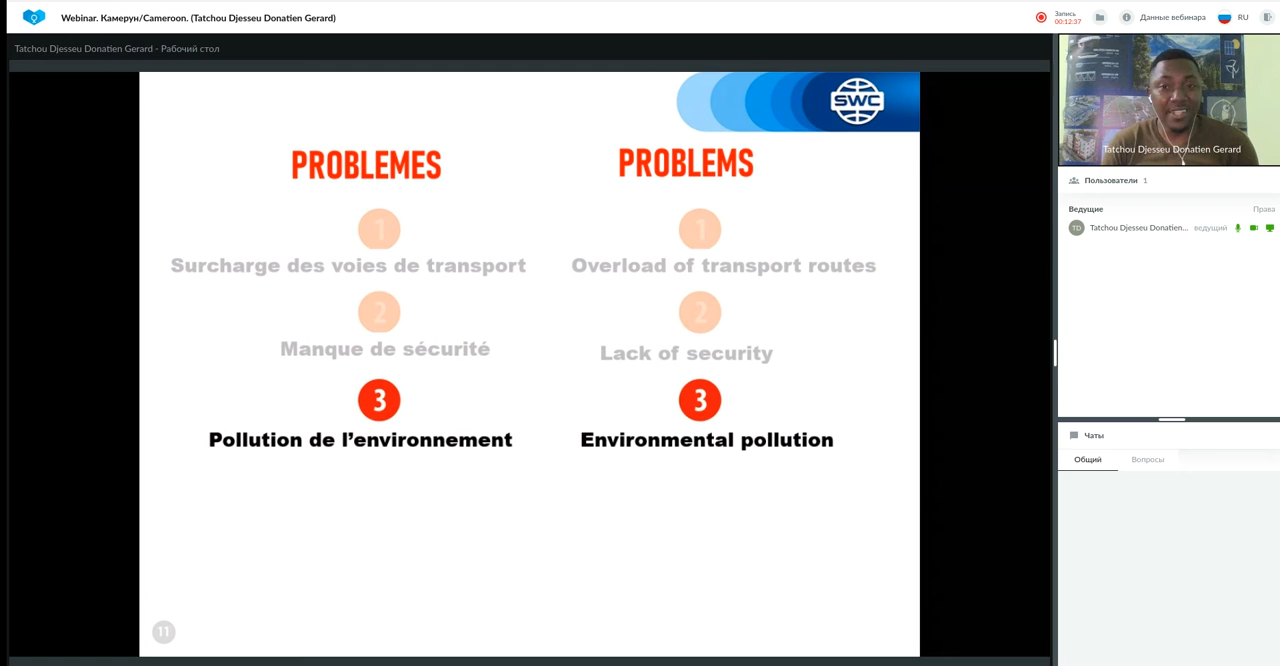 Webinar. Камерун/Cameroon. (Tatchou Djesseu Donatien Gerard)
Запись
00:12:37
Данные вебинара
RU
Tatchou Djesseu Donatien Gerard - Рабочий стол
SWC
PROBLEMES
PROBLEMS
1
1
Surcharge des voies de transport
Overload of transport routes
2
2
Manque de sécurité
Lack of security
3
3
Pollution de l’environnement
Environmental pollution
11
Tatchou Djesseu Donatien Gerard
Пользователи 1
Ведущие
Права
TD
Tatchou Djesseu Donatien...
ведущий
Чаты
Общий
Вопросы